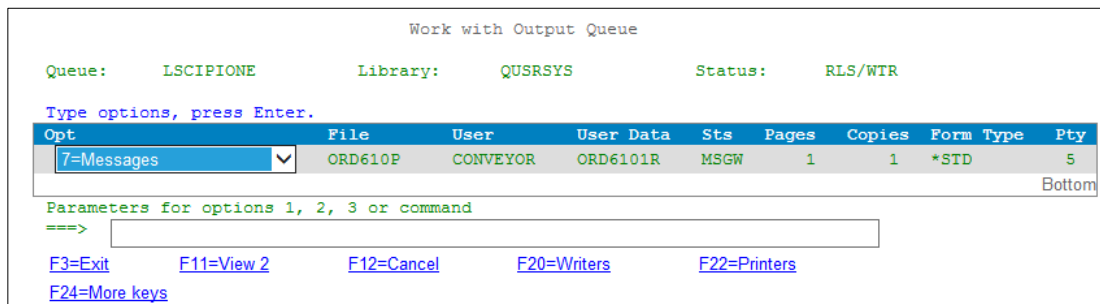 Work with Output Queue
Queue: LSCIPIONE Library: QUSRSYS Status: RLS/WTR
Type options, press Enter.
Opt File User User Data Sts Pages Copies Form Type Pty
7=Messages ORD610P CONVEYOR ORD6101R MSGW 1 1 *STD 5
Bottom
Parameters for options 1, 2, 3 or command
===>
F3=Exit F11=View 2 F12=Cancel F20=Writers F22=Printers
F24=More keys